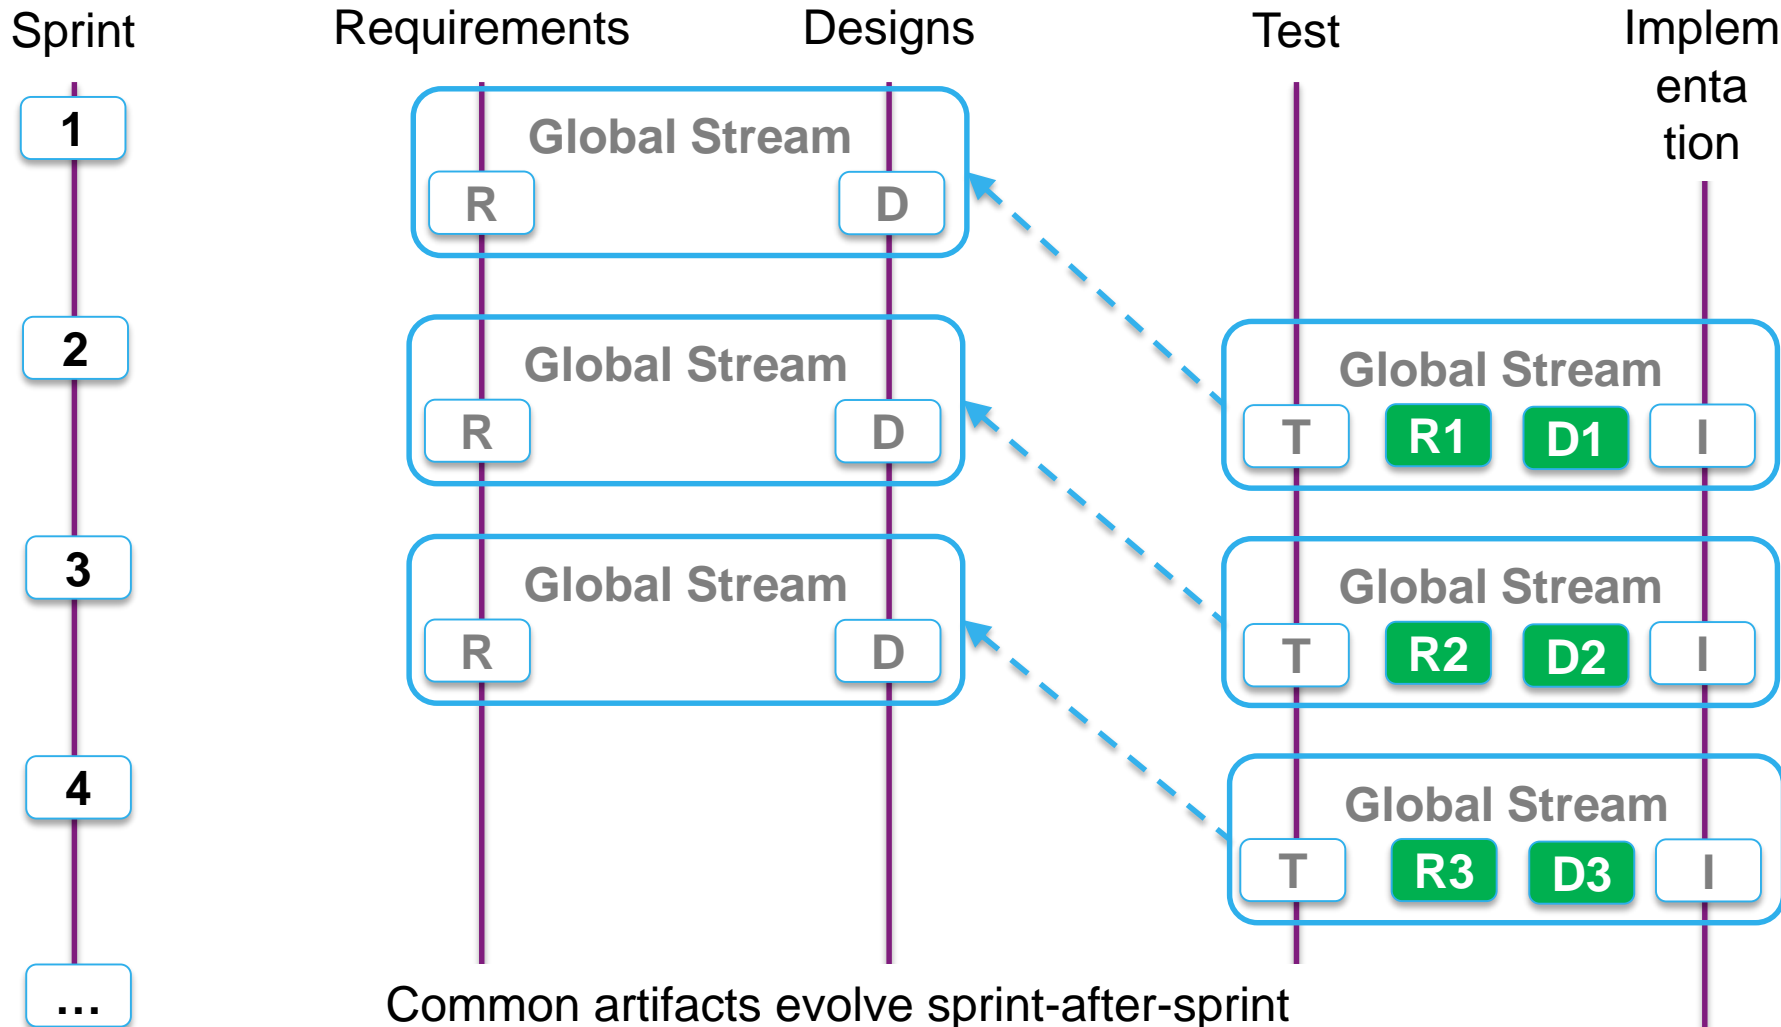 Sprint
Requirements
Designs
Test
Implem
enta
tion
1
Global Stream
R
D
2
Global Stream
R
D
Global Stream
T
R1
D1
I
3
Global Stream
R
D
Global Stream
T
R2
D2
I
4
Global Stream
T
R3
D3
I
...
Common artifacts evolve sprint-after-sprint